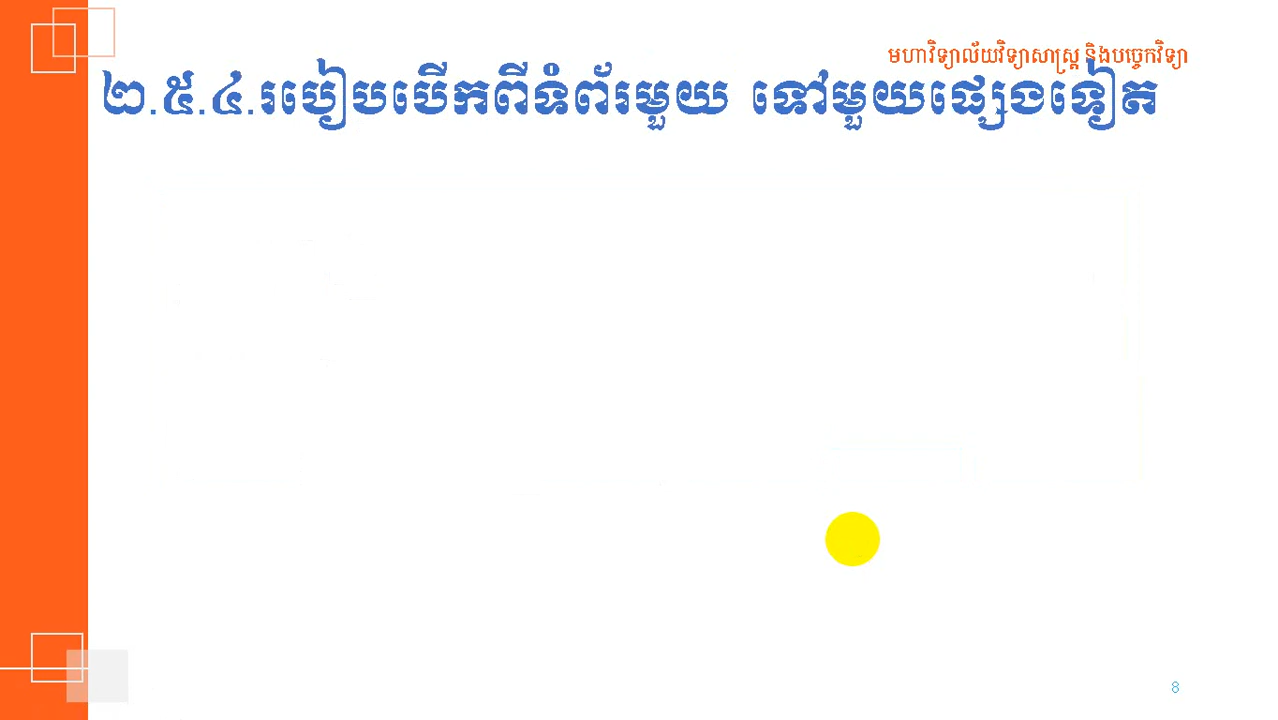 មហាវិទ្យាល័យវិទ្យាសាស្ត្រ និងបច្ចេកវិទ្យា
២.៥.៤.របៀបបើកពីទំព័រមួយ ទៅមួយផ្សេងទៀត
8